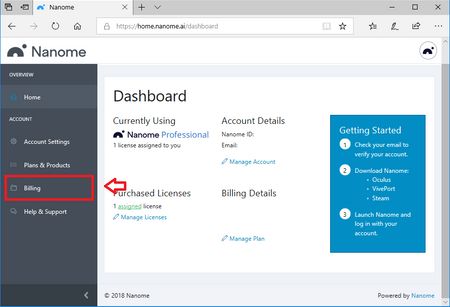 Nanome
https://home.nanome.ai/dashboard
Nanome
OVERVIEW
Home
ACCOUNT
Account Settings
Plans & Products
Billing
Help & Support
Dashboard
Currently Using
Nanome Professional
1 license assigned to you
Account Details
Nanome ID:
Email:
Manage Account
Purchased Licenses
1 assigned license
Manage Licenses
Billing Details
Manage Plan
Getting Started
1 Check your email to
verify your account.
2 Download Nanome:
• Oculus
• VivePort
• Steam
3 Launch Nanome and
log in with your
account.
© 2018 Nanome
Powered by Nanome